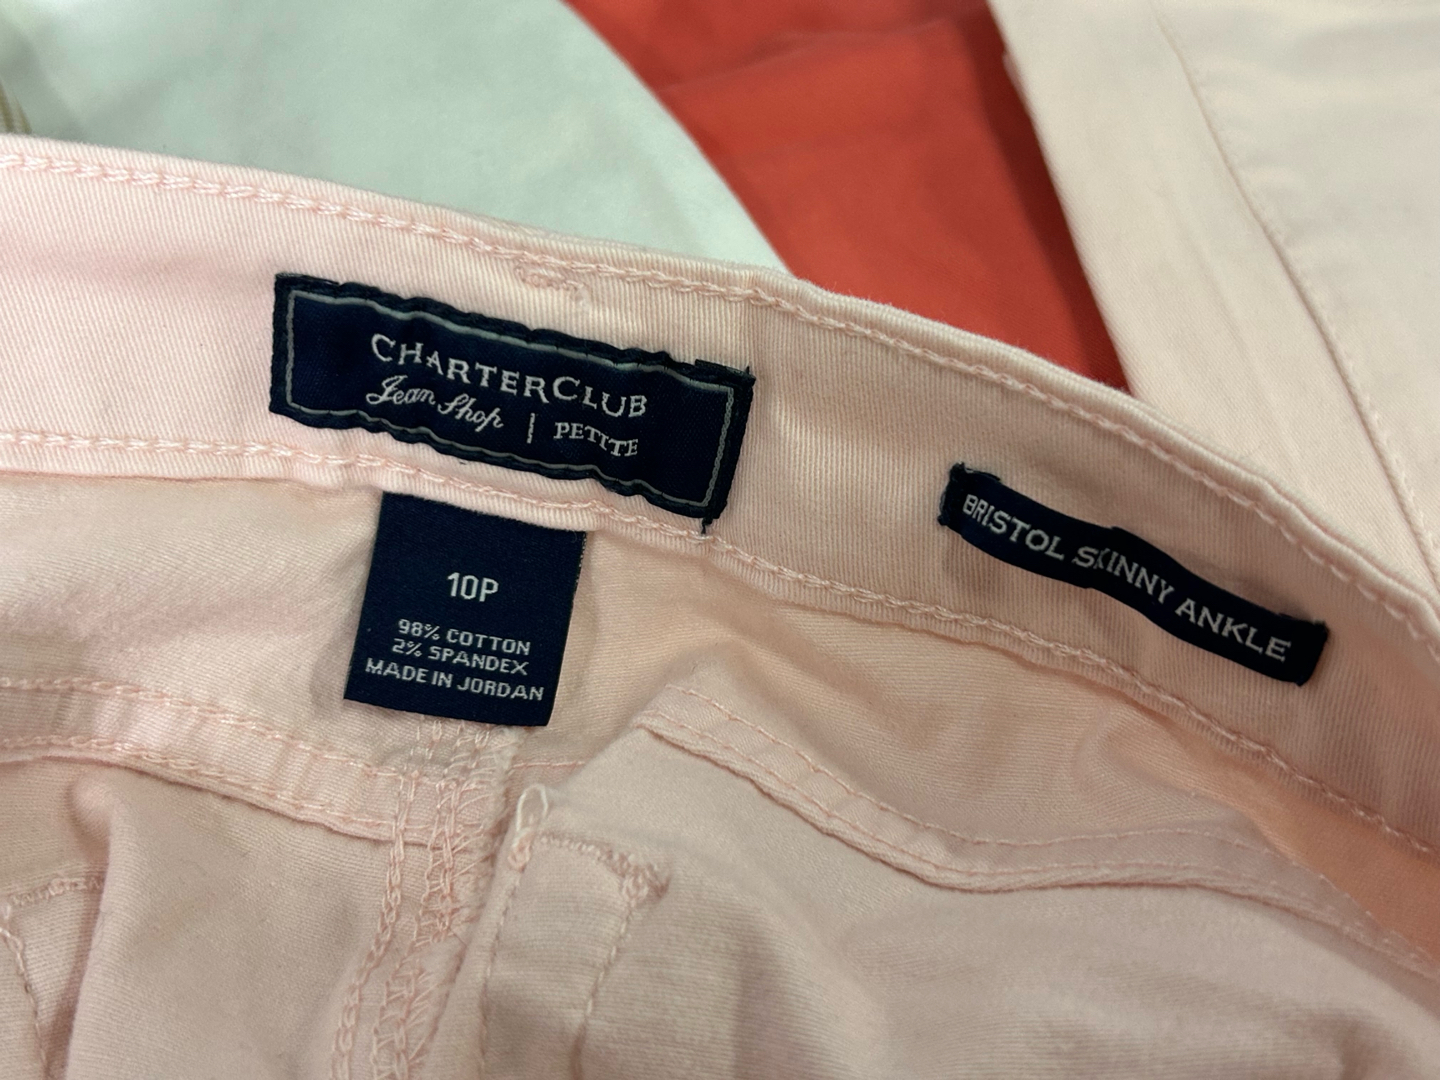 CHARTERCLUB
Jean Shop | PETITE
10P
98% COTTON
2% SPANDEX
MADE IN JORDAN
BRISTOL SKINNY ANKLE